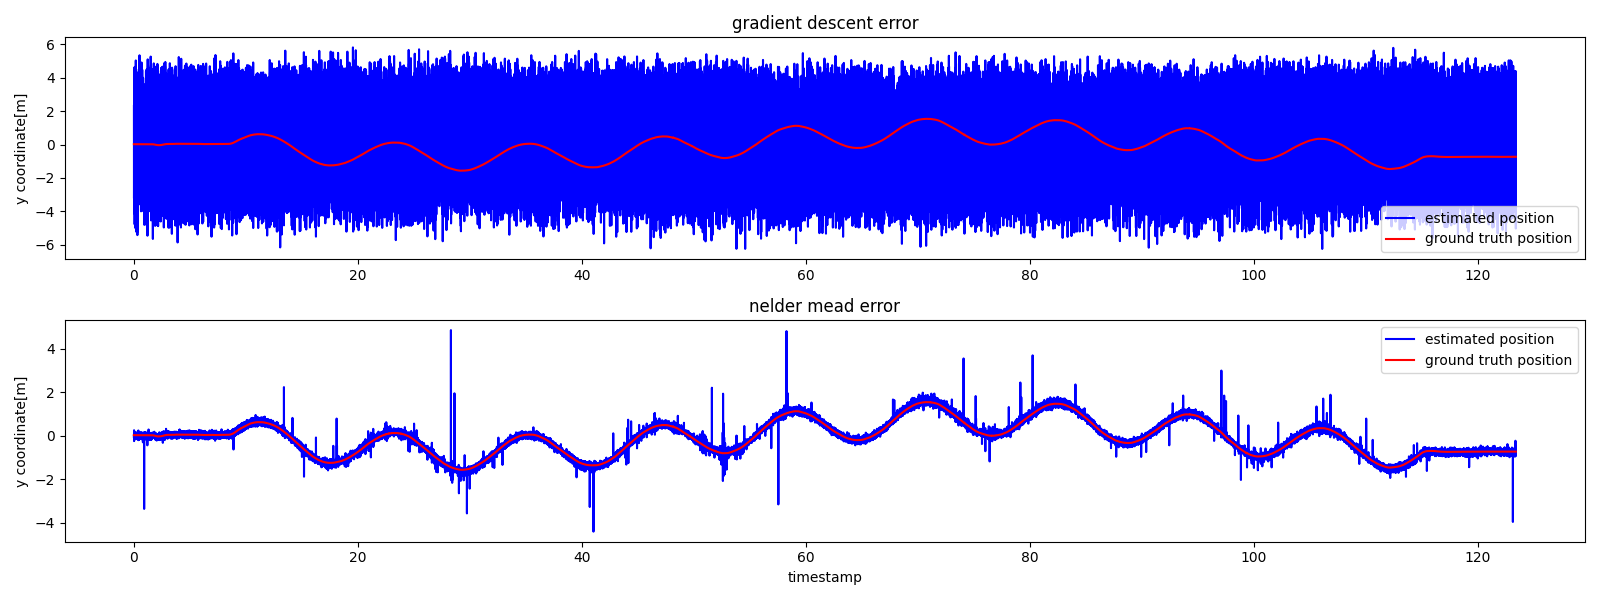 gradient descent error
6
4
2
0
−2
−4
−6
y coordinate[m]
estimated position
ground truth position
0 20 40 60 80 100 120
nelder mead error
4
2
0
−2
−4
y coordinate[m]
estimated position
ground truth position
0 20 40 60 80 100 120
timestamp